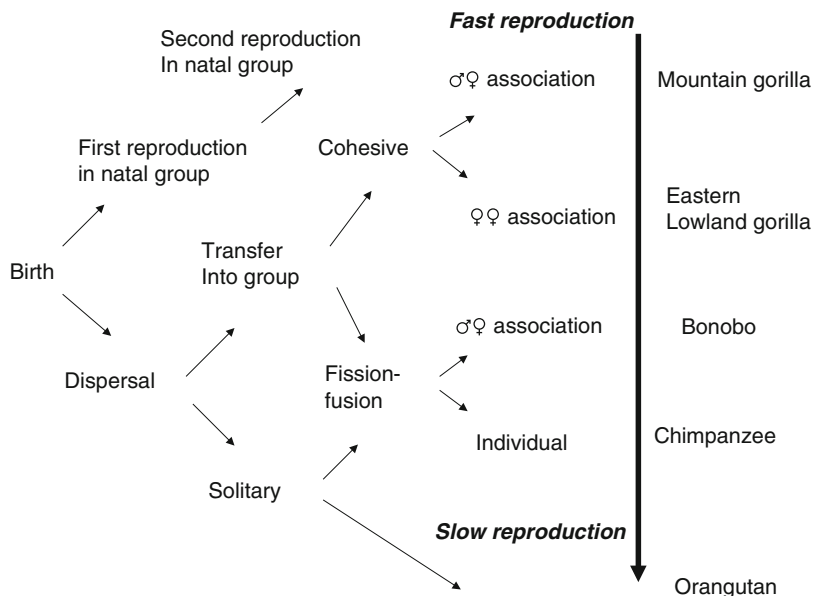 Fast reproduction
Second reproduction
In natal group
♂♀ association
Mountain gorilla
First reproduction
in natal group
Cohesive
♀♀ association
Eastern
Lowland gorilla
Birth
Transfer
Into group
♂♀ association
Bonobo
Dispersal
Fission-
fusion
Individual
Chimpanzee
Solitary
Slow reproduction
Orangutan